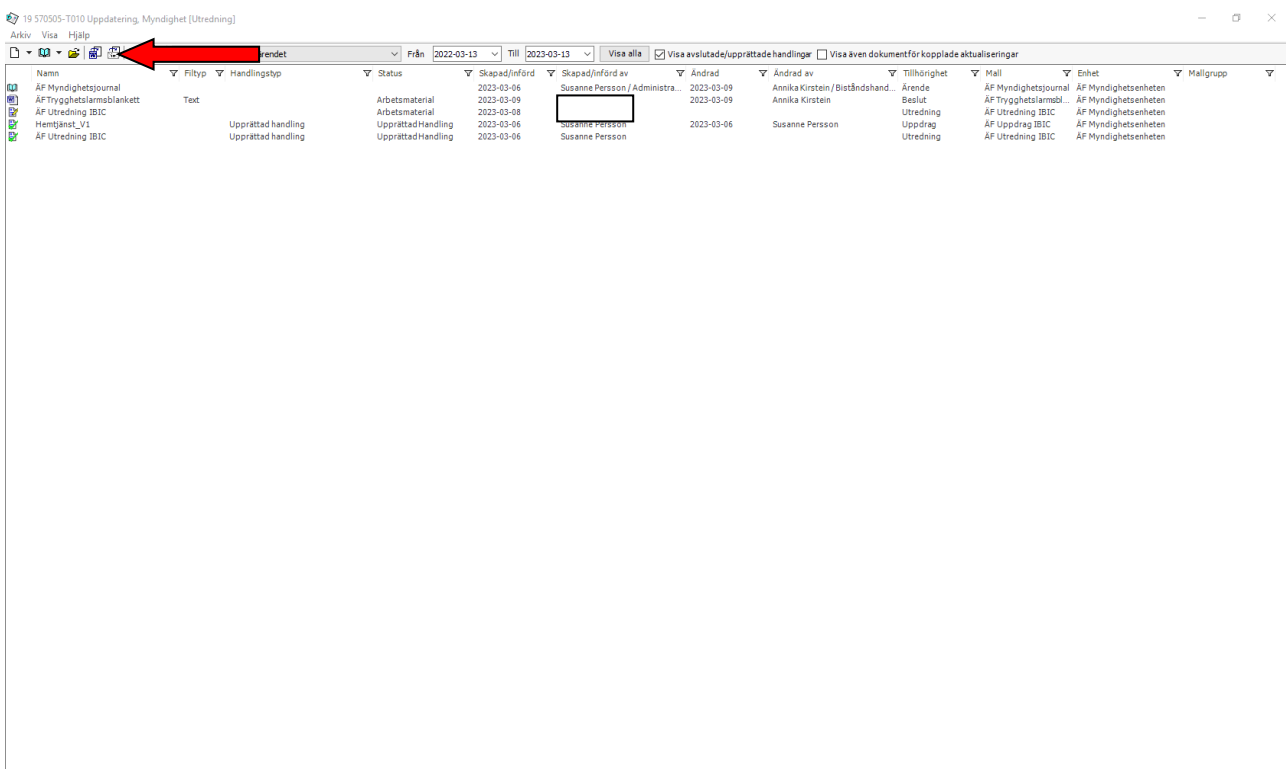 19 570505-T010 Uppdatering, Myndighet [Utredning]
Arkiv Visa Hjälp
ärendet Från 2022-03-13 Till 2023-03-13 Visa alla Visa avslutade/upprättade handlingar Visa även dokument för kopplade aktualiseringar
Namn Filtyp Handlingstyp Status Skapad/införd Skapad/införd av Ändrad Ändrad av Tillhörighet Mall Enhet Mallgrupp
ÄF Myndighetsjournal 2023-03-06 Susanne Persson / Administra... 2023-03-09 Annika Kirstein / Biståndshand... Ärende ÄF Myndighetsjournal ÄF Myndighetsenheten
ÄF Trygghetslarmsblankett Text Arbetsmaterial 2023-03-09 2023-03-09 Annika Kirstein Beslut ÄF Trygghetslarmsbl... ÄF Myndighetsenheten
ÄF Utredning IBIC Arbetsmaterial 2023-03-08 Utredning ÄF Utredning IBIC ÄF Myndighetsenheten
Hemtjänst_V1 Upprättad handling Upprättad Handling 2023-03-06 Susanne Persson 2023-03-06 Susanne Persson Uppdrag ÄF Uppdrag IBIC ÄF Myndighetsenheten
ÄF Utredning IBIC Upprättad handling Upprättad Handling 2023-03-06 Susanne Persson Utredning ÄF Utredning IBIC ÄF Myndighetsenheten